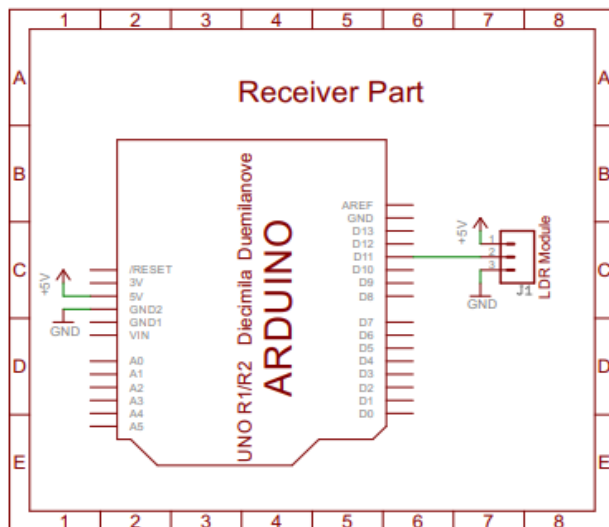 1 2 3 4 5 6 7 8
A A
B B
C C
D D
E E
Receiver Part
UNO R1/R2 Diecimila Duemilanove
ARDUINO
/RESET
3V
5V
GND2
GND1
VIN
A0
A1
A2
A3
A4
A5
AREF
GND
D13
D12
D11
D10
D9
D8
D7
D6
D5
D4
D3
D2
D1
D0
+5V
GND
+5V
1
2
3
GND
J1
LDR Module
1 2 3 4 5 6 7 8